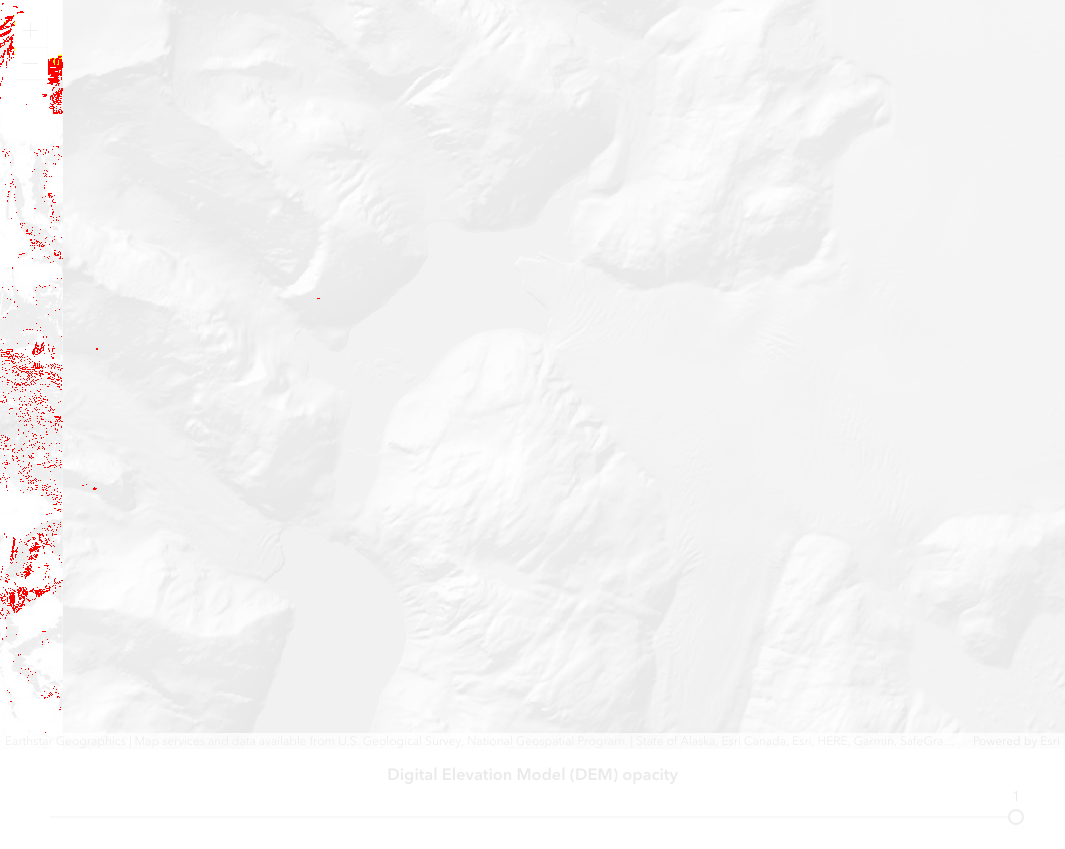 Earthstar Geographics | Map services and data available from U.S. Geological Survey, National Geospatial Program. | State of Alaska, Esri Canada, Esri, HERE, Garmin, SafeGra... Powered by Esri
Digital Elevation Model (DEM) opacity
1